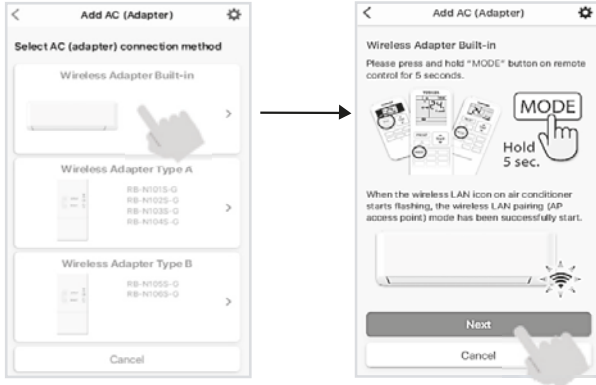 Add AC (Adapter)
Select AC (adapter) connection method
Wireless Adapter Built-in
Wireless Adapter Type A
RB-N101S-G
RB-N102S-G
RB-N103S-G
RB-N104S-G
Wireless Adapter Type B
RB-N105S-G
RB-N106S-G
Cancel
Add AC (Adapter)
Wireless Adapter Built-in
Please press and hold "MODE" button on remote
control for 5 seconds.
MODE
Hold
5 sec.
When the wireless LAN icon on air conditioner
starts flashing, the wireless LAN pairing (AP
access point) mode has been successfully start.
Next
Cancel